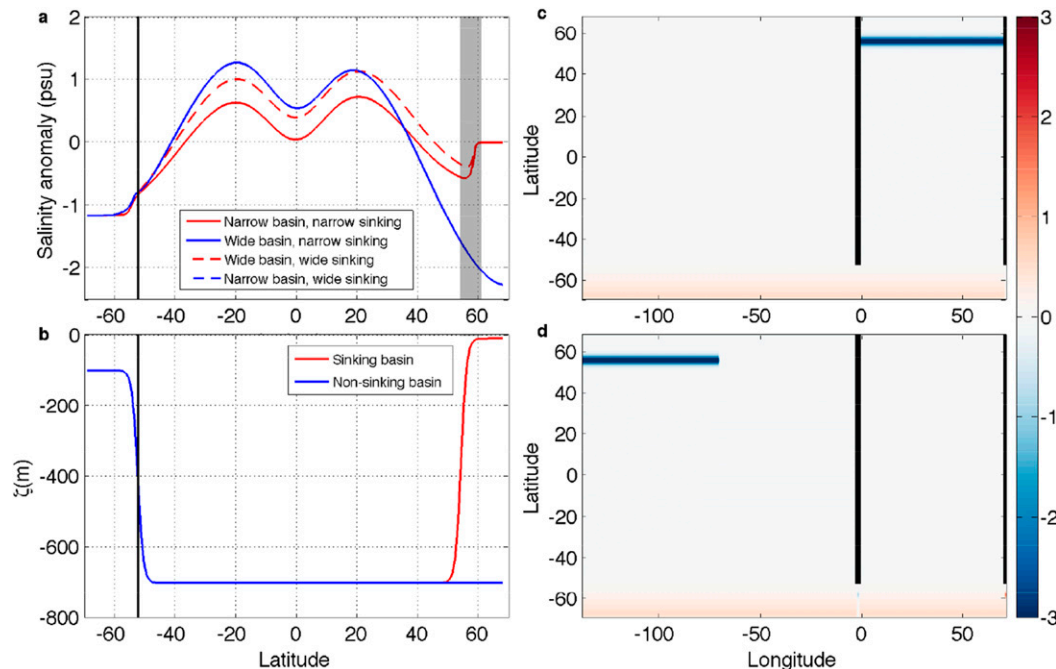 a
Salinity anomaly (psu)
2
1
0
-1
-2
Narrow basin, narrow sinking
Wide basin, narrow sinking
Wide basin, wide sinking
Narrow basin, wide sinking
-60 -40 -20 0 20 40 60
b
ζ(m)
0
-200
-400
-600
-800
Sinking basin
Non-sinking basin
-60 -40 -20 0 20 40 60
Latitude
c
Latitude
60
40
20
0
-20
-40
-60
-100 -50 0 50
d
Latitude
60
40
20
0
-20
-40
-60
-100 -50 0 50
Longitude
3
2
1
0
-1
-2
-3